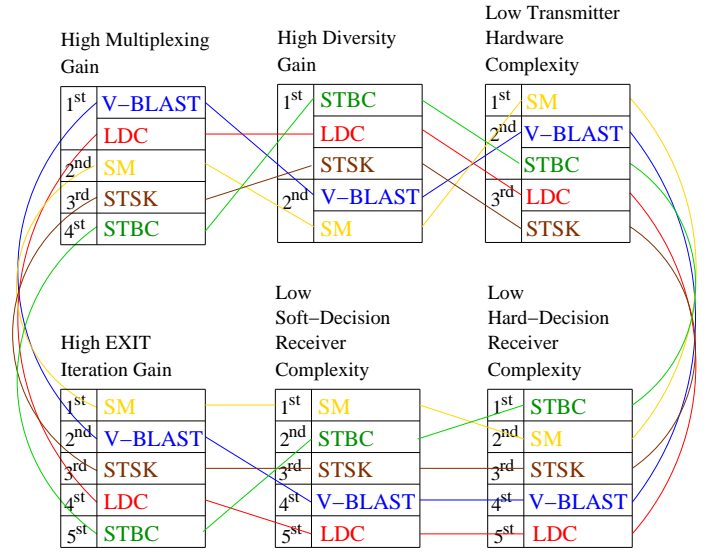 High Multiplexing
Gain
1st V−BLAST
LDC
2nd SM
3rd STSK
4st STBC
High Diversity
Gain
1st STBC
LDC
STSK
2nd V−BLAST
SM
Low Transmitter
Hardware
Complexity
1st SM
2nd V−BLAST
STBC
3rd LDC
STSK
High EXIT
Iteration Gain
1st SM
2nd V−BLAST
3rd STSK
4st LDC
5st STBC
Low
Soft−Decision
Receiver
Complexity
1st SM
2nd STBC
3rd STSK
4st V−BLAST
5st LDC
Low
Hard−Decision
Receiver
Complexity
1st STBC
2nd SM
3rd STSK
4st V−BLAST
5st LDC